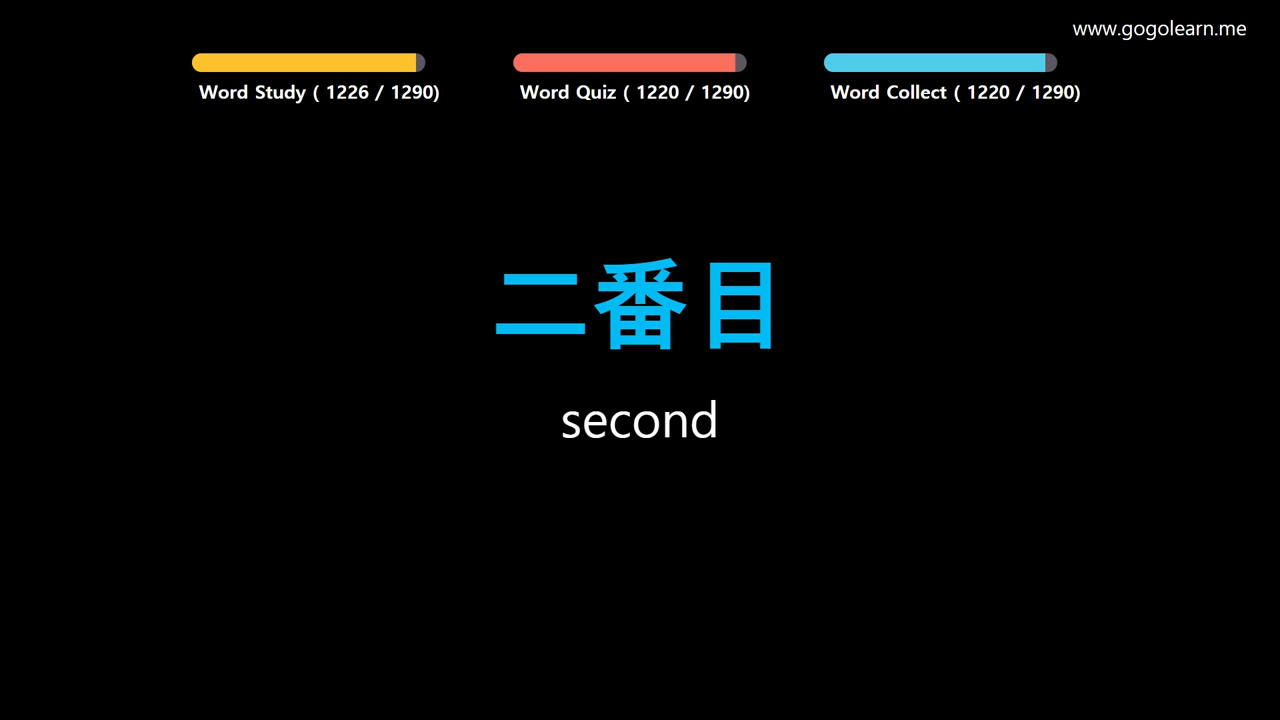 www.gogolearn.me
Word Study ( 1226 / 1290)
Word Quiz ( 1220 / 1290)
Word Collect ( 1220 / 1290)
二番目
second